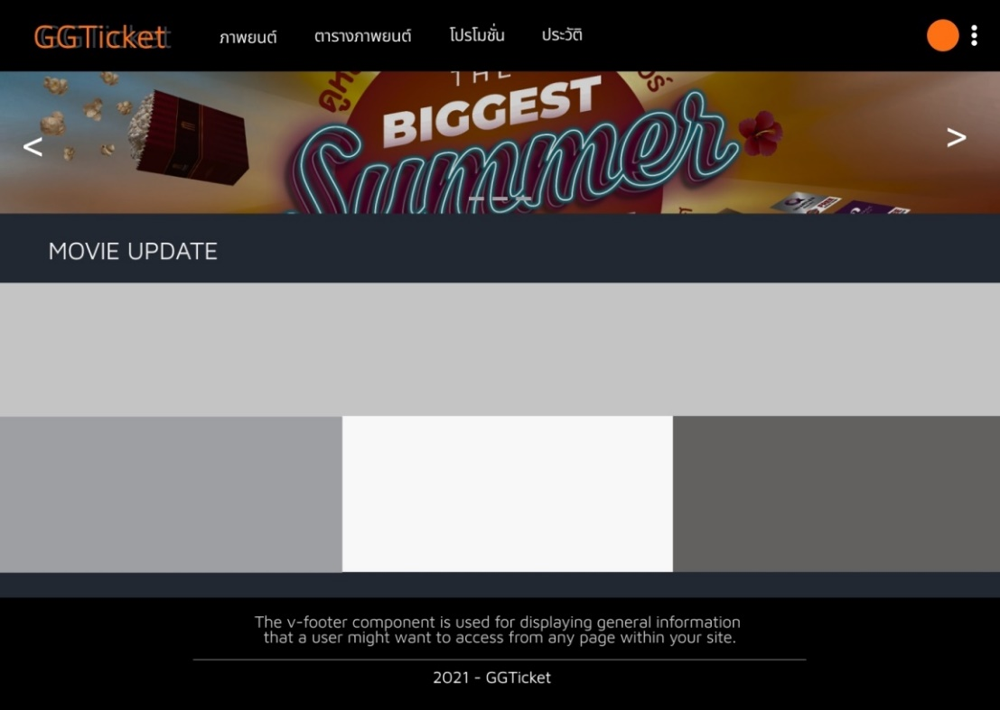 GGTicket
ภาพยนต์ ตารางภาพยนต์ โปรโมชั่น ประวัติ
THE
BIGGEST
Summer
<
>
MOVIE UPDATE
The v-footer component is used for displaying general information
that a user might want to access from any page within your site.
2021 - GGTicket